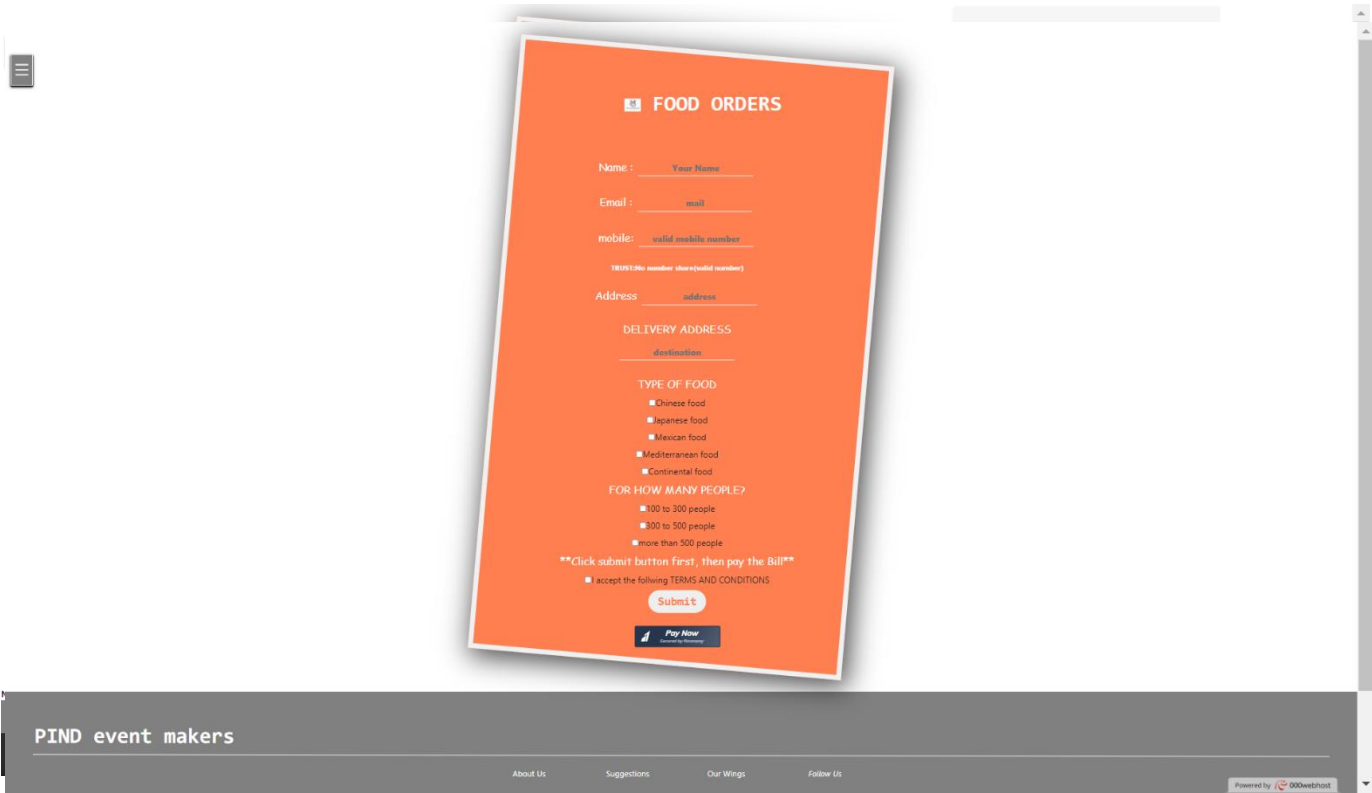 FOOD ORDERS
Name : Your Name
Email : mail
mobile: valid mobile number
TRUST:No number share(valid number)
Address address
DELIVERY ADDRESS
destination
TYPE OF FOOD
Chinese food
Japanese food
Mexican food
Mediterranean food
Continental food
FOR HOW MANY PEOPLE?
100 to 300 people
300 to 500 people
more than 500 people
**Click submit button first, then pay the Bill**
I accept the follwing TERMS AND CONDITIONS
Submit
Pay Now
Secured by Razorpay
PIND event makers
About Us Suggestions Our Wings Follow Us
Powered by 000webhost